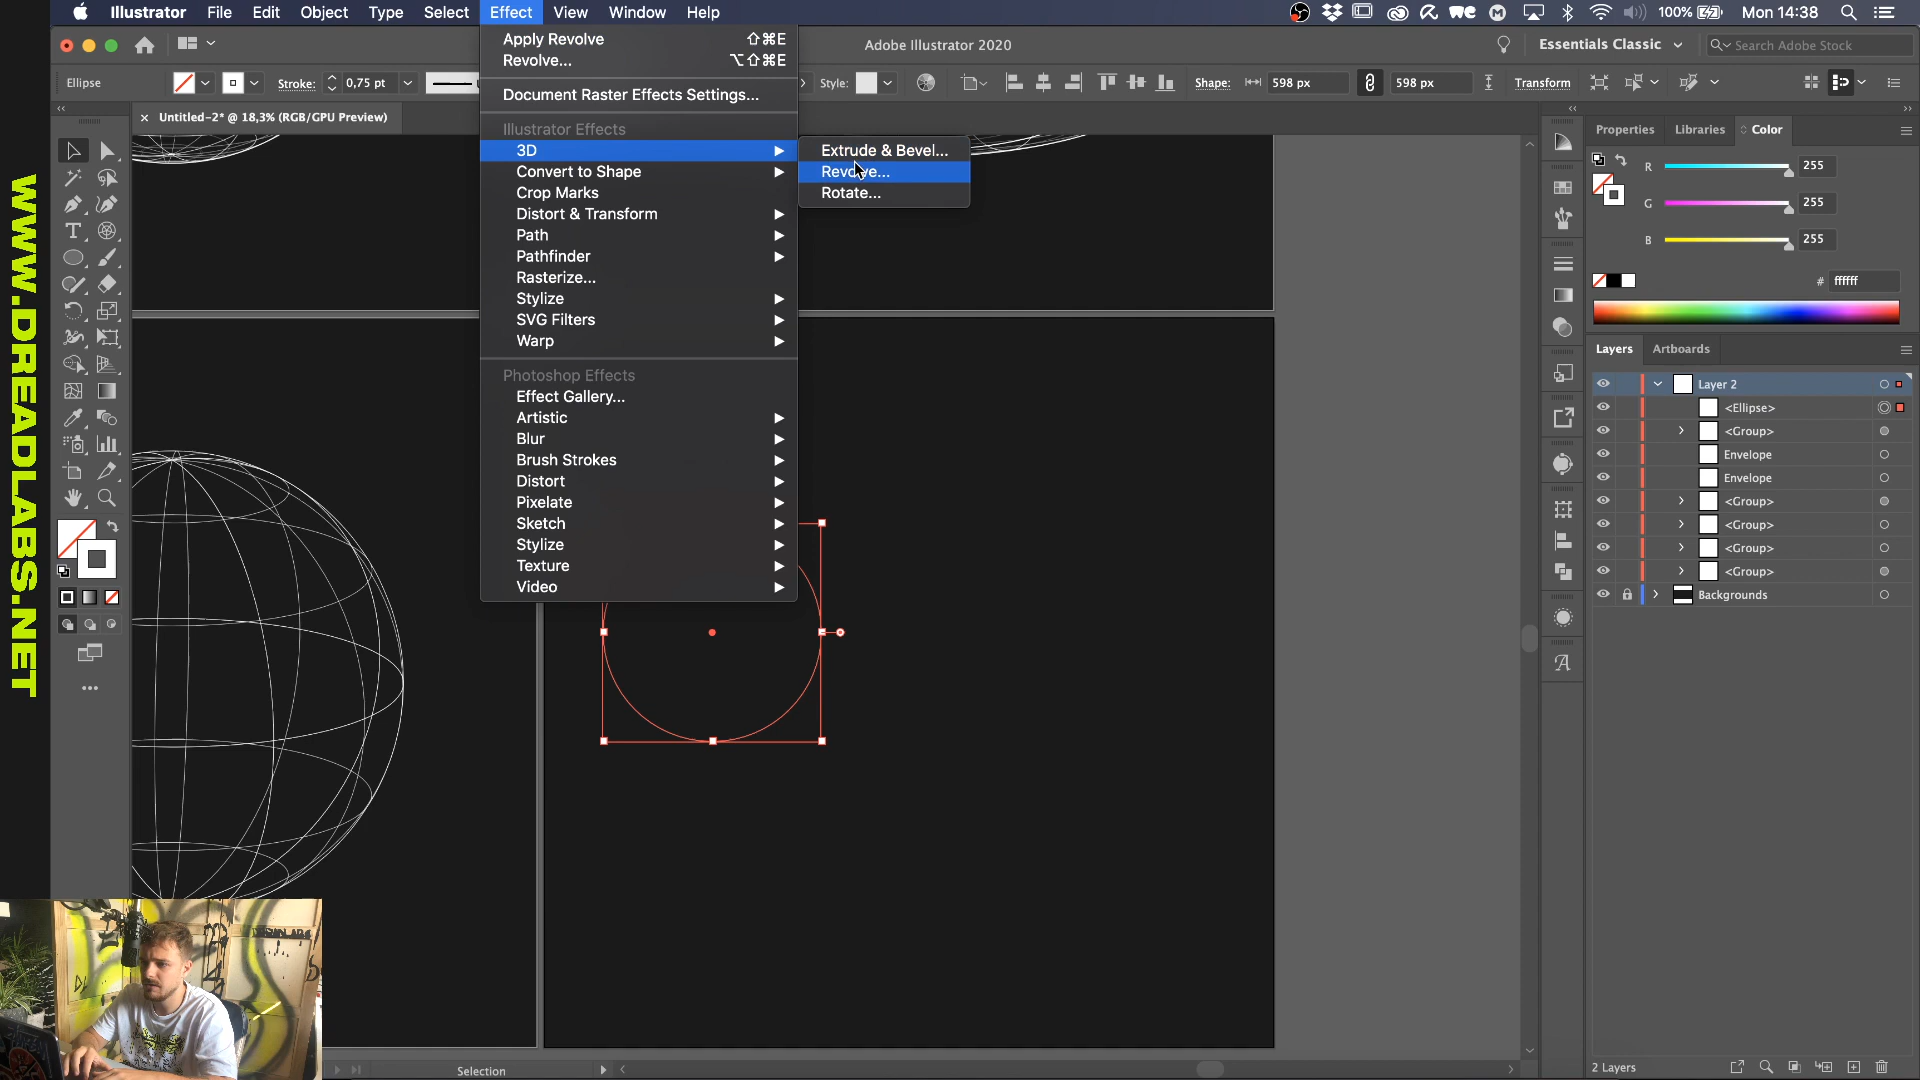 Illustrator File Edit Object Type Select Effect View Window Help
100% Mon 14:38
Adobe Illustrator 2020
Essentials Classic
Search Adobe Stock
Ellipse
Stroke:
0,75 pt
Style:
Shape:
598 px
598 px
Transform
Untitled-2* @ 18,3% (RGB/GPU Preview)
Apply Revolve ⇧⌘E
Revolve... ⌥⇧⌘E
Document Raster Effects Settings...
Illustrator Effects
3D
Convert to Shape
Crop Marks
Distort & Transform
Path
Pathfinder
Rasterize...
Stylize
SVG Filters
Warp
Photoshop Effects
Effect Gallery...
Artistic
Blur
Brush Strokes
Distort
Pixelate
Sketch
Stylize
Texture
Video
Extrude & Bevel...
Revolve...
Rotate...
Properties Libraries Color
R 255
G 255
B 255
# ffffff
Layers Artboards
Layer 2
<Ellipse>
<Group>
Envelope
Envelope
<Group>
<Group>
<Group>
<Group>
Backgrounds
2 Layers
Selection
WWW.DREADLABS.NET